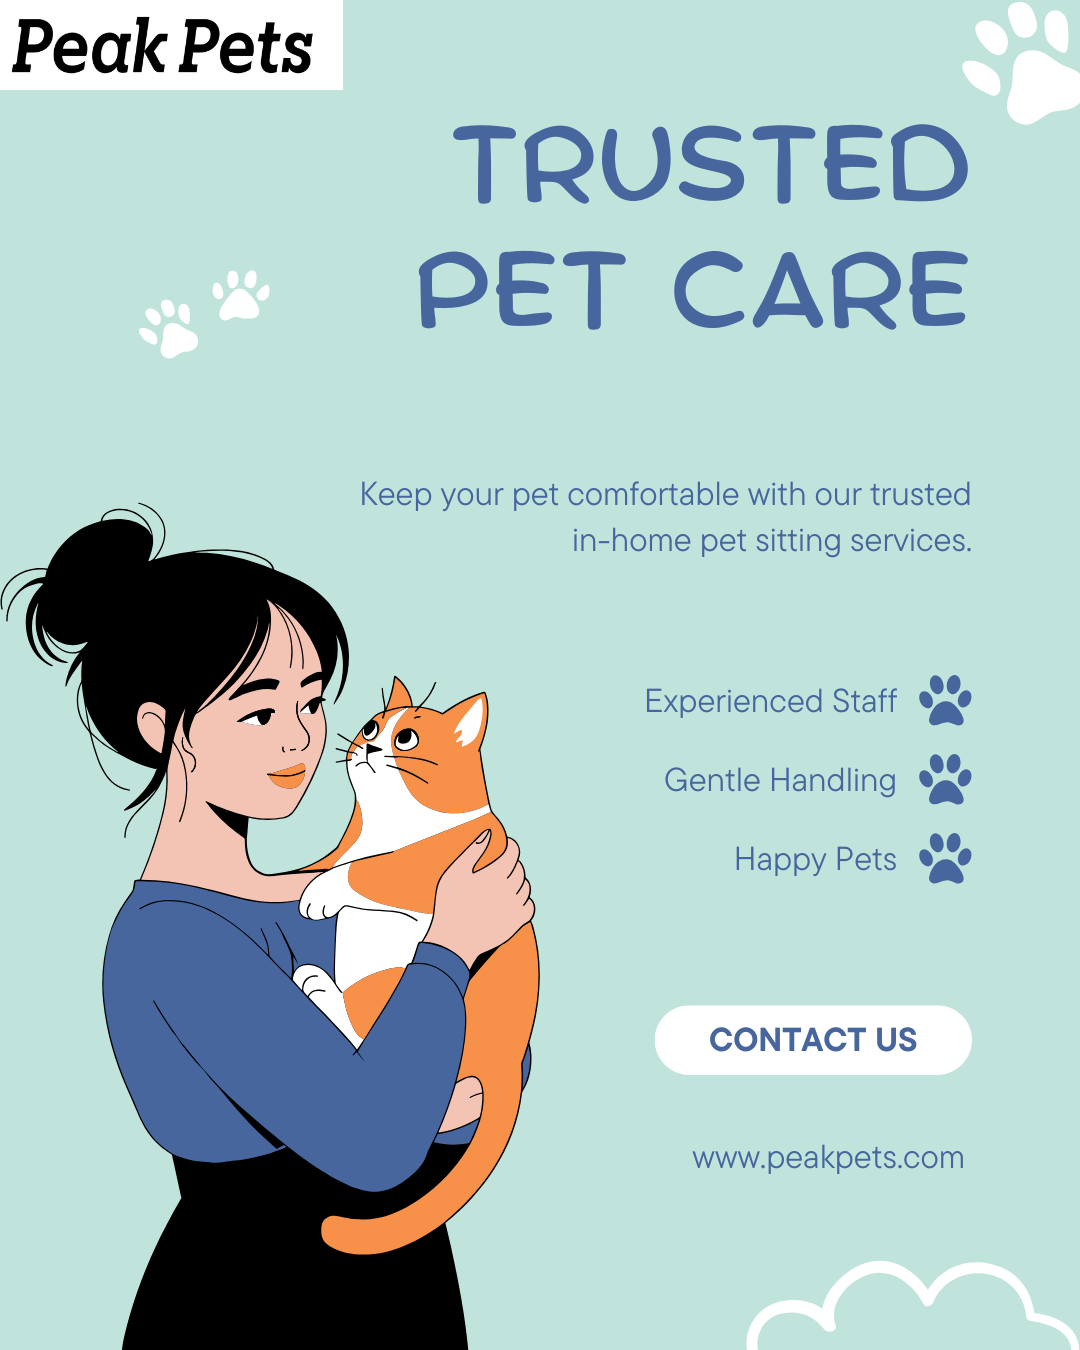 Peak Pets
TRUSTED
PET CARE
Keep your pet comfortable with our trusted
in-home pet sitting services.
Experienced Staff
Gentle Handling
Happy Pets
CONTACT US
www.peakpets.com